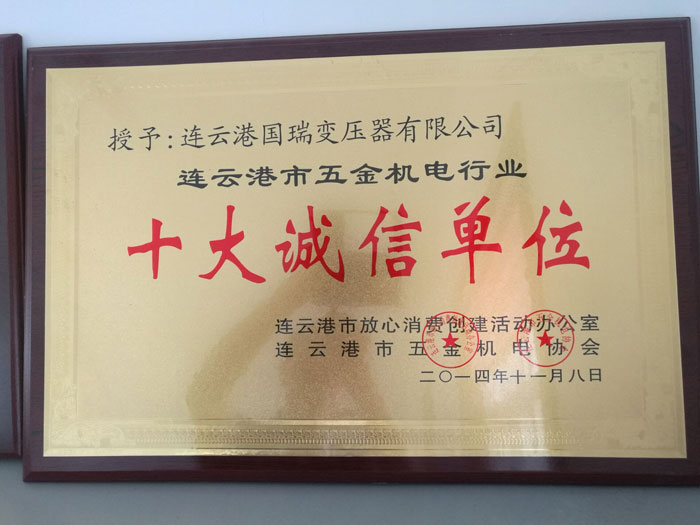 授予：连云港国瑞变压器有限公司
连云港市五金机电行业
十大诚信单位
连云港市放心消费创建活动办公室
连云港市五金机电协会
二〇一四年十一月八日